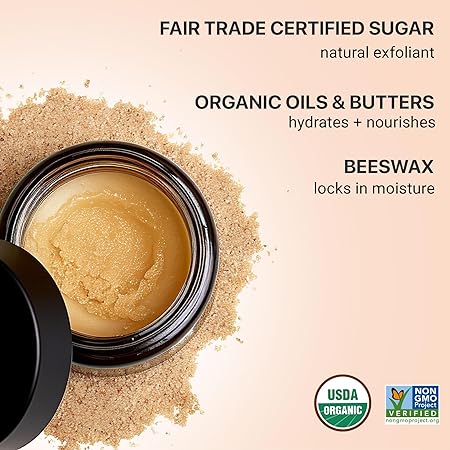 FAIR TRADE CERTIFIED SUGAR
natural exfoliant
ORGANIC OILS & BUTTERS
hydrates + nourishes
BEESWAX
locks in moisture
USDA
ORGANIC
NON
GMO
Project
VERIFIED
nongmoproject.org